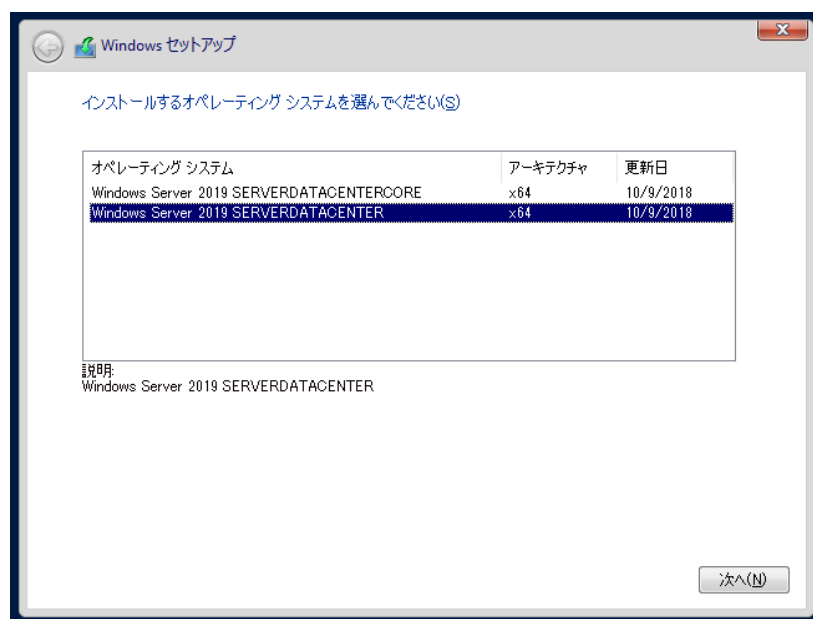 Windows セットアップ
インストールするオペレーティング システムを選んでください(S)
オペレーティング システム アーキテクチャ 更新日
Windows Server 2019 SERVERDATACENTERCORE x64 10/9/2018
Windows Server 2019 SERVERDATACENTER x64 10/9/2018
説明:
Windows Server 2019 SERVERDATACENTER
次へ(N)